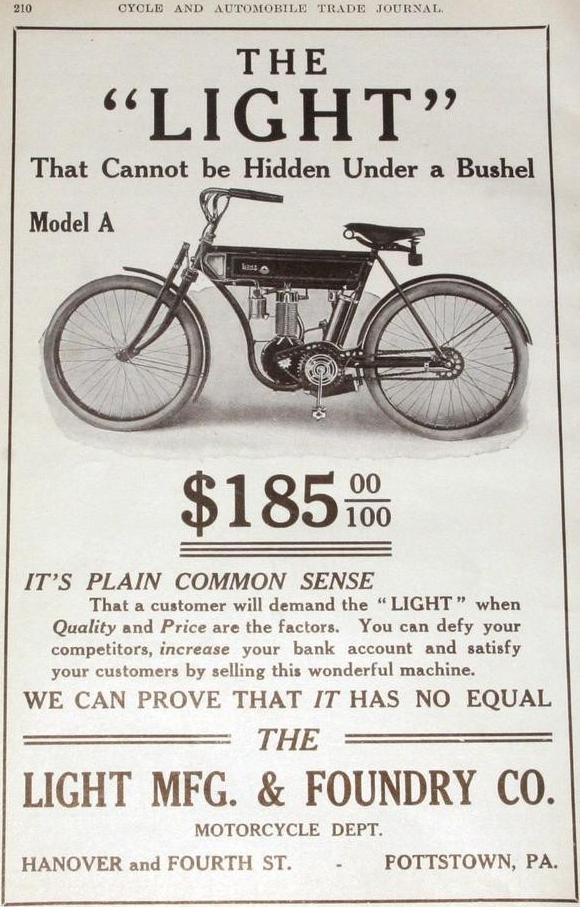 210 CYCLE AND AUTOMOBILE TRADE JOURNAL.
THE
“LIGHT”
That Cannot be Hidden Under a Bushel
Model A
$185 00/100
IT'S PLAIN COMMON SENSE
That a customer will demand the “LIGHT” when
Quality and Price are the factors. You can defy your
competitors, increase your bank account and satisfy
your customers by selling this wonderful machine.
WE CAN PROVE THAT IT HAS NO EQUAL
THE
LIGHT MFG. & FOUNDRY CO.
MOTORCYCLE DEPT.
HANOVER and FOURTH ST. - POTTSTOWN, PA.